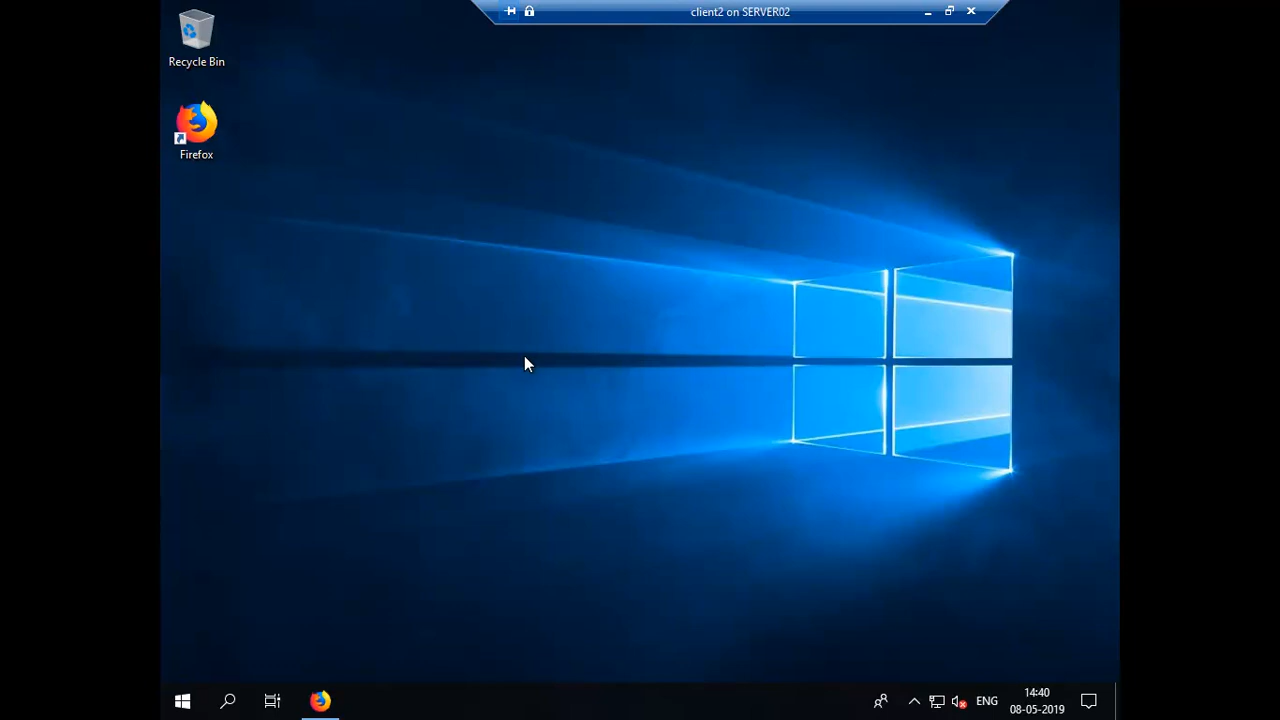 client2 on SERVER02
Recycle Bin
Firefox
ENG
14:40
08-05-2019